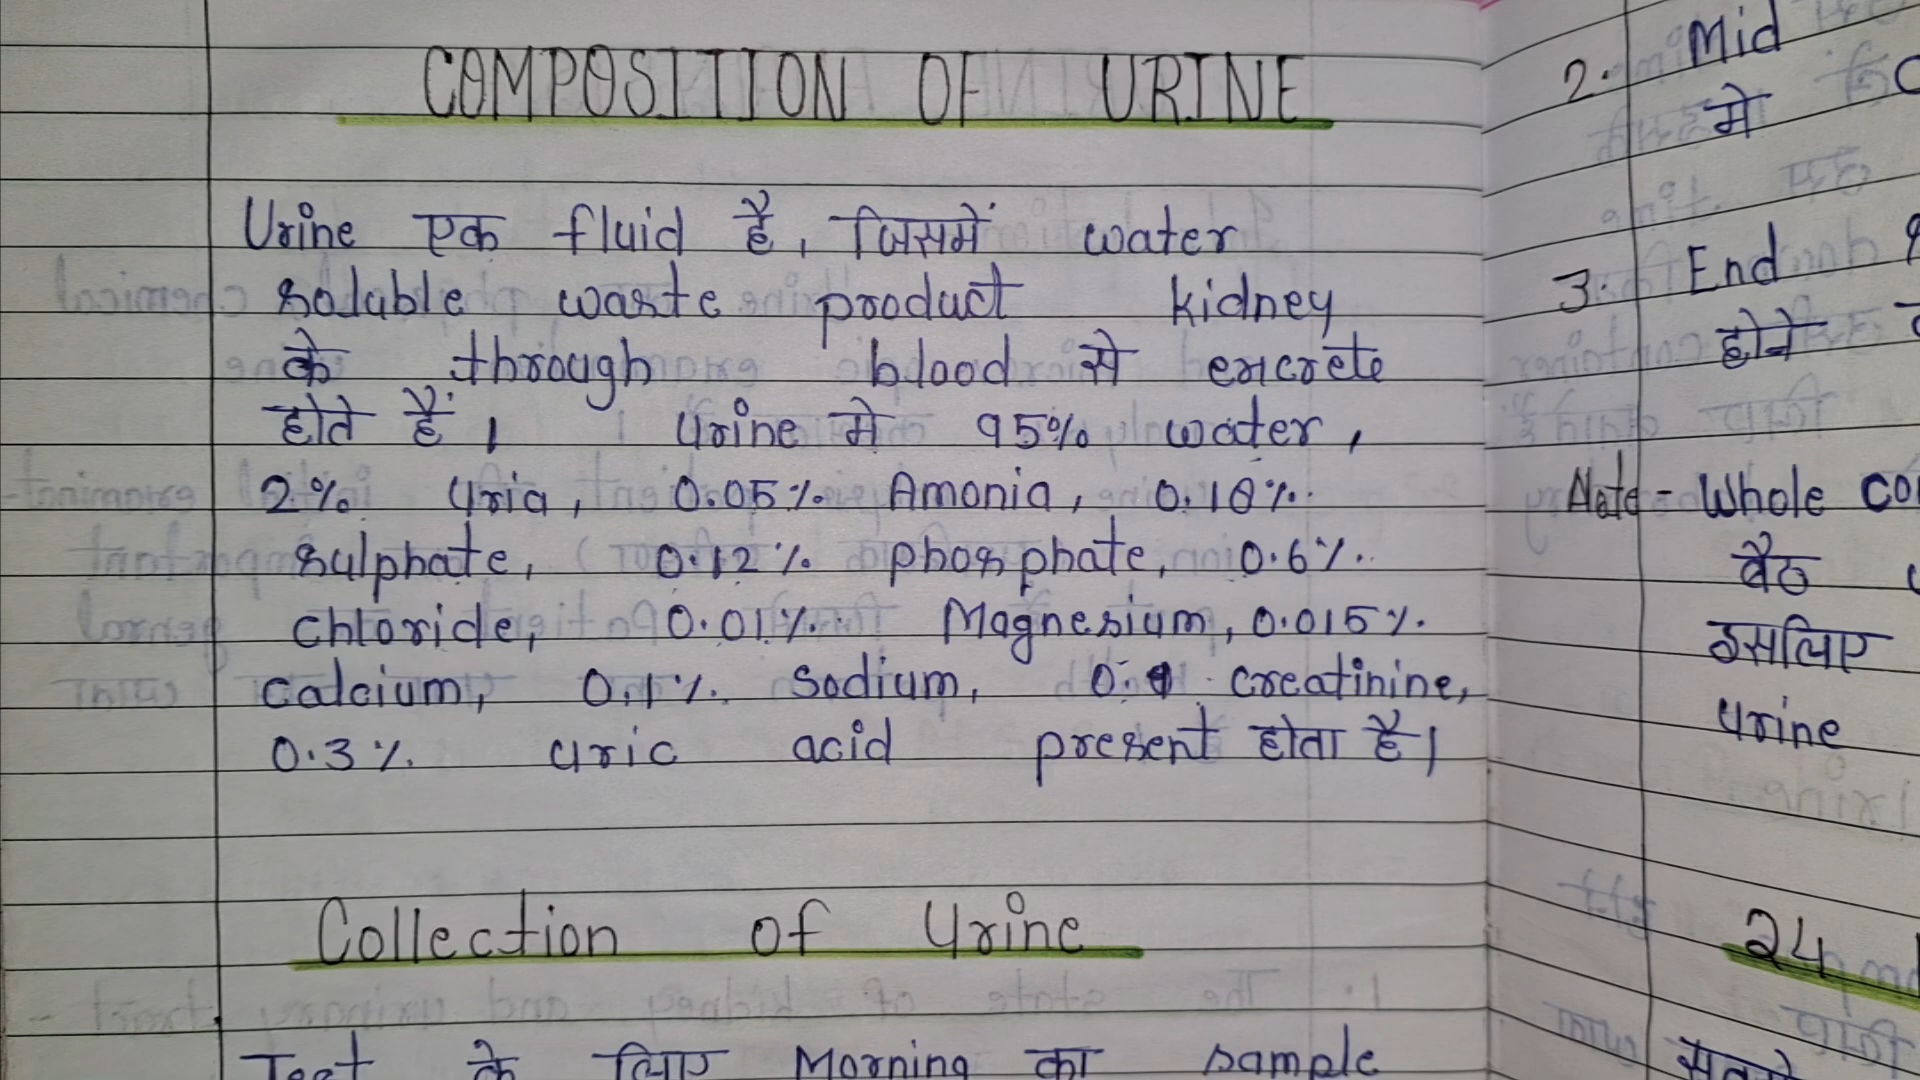 COMPOSITION OF URINE
Urine एक fluid है, जिसमें water
soluble waste product kidney
के through blood से excrete
होते हैं। Urine मे 95% water,
2% Uria, 0.05% Amonia, 0.18%
sulphate, 0.12% phosphate, 0.6%
chloride, 0.01% Magnesium, 0.015%
calcium, 0.1% sodium, creatinine,
0.3% uric acid present होता है।
Collection of Urine
Test के लिए Morning का sample
2. Mid
मे
3. End
होने
Note - Whole
बैठ
इसलिए
Urine
24